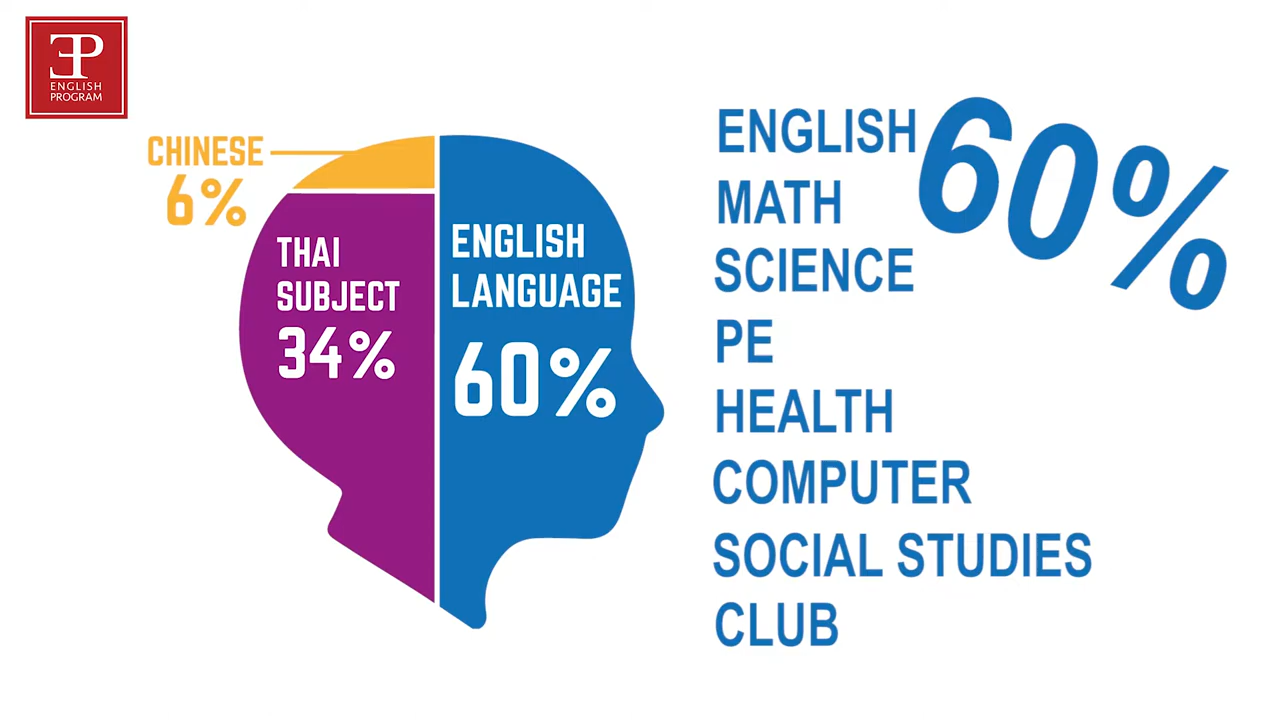 EP
ENGLISH
PROGRAM
CHINESE
6%
THAI
SUBJECT
34%
ENGLISH
LANGUAGE
60%
ENGLISH
60%
MATH
SCIENCE
PE
HEALTH
COMPUTER
SOCIAL STUDIES
CLUB